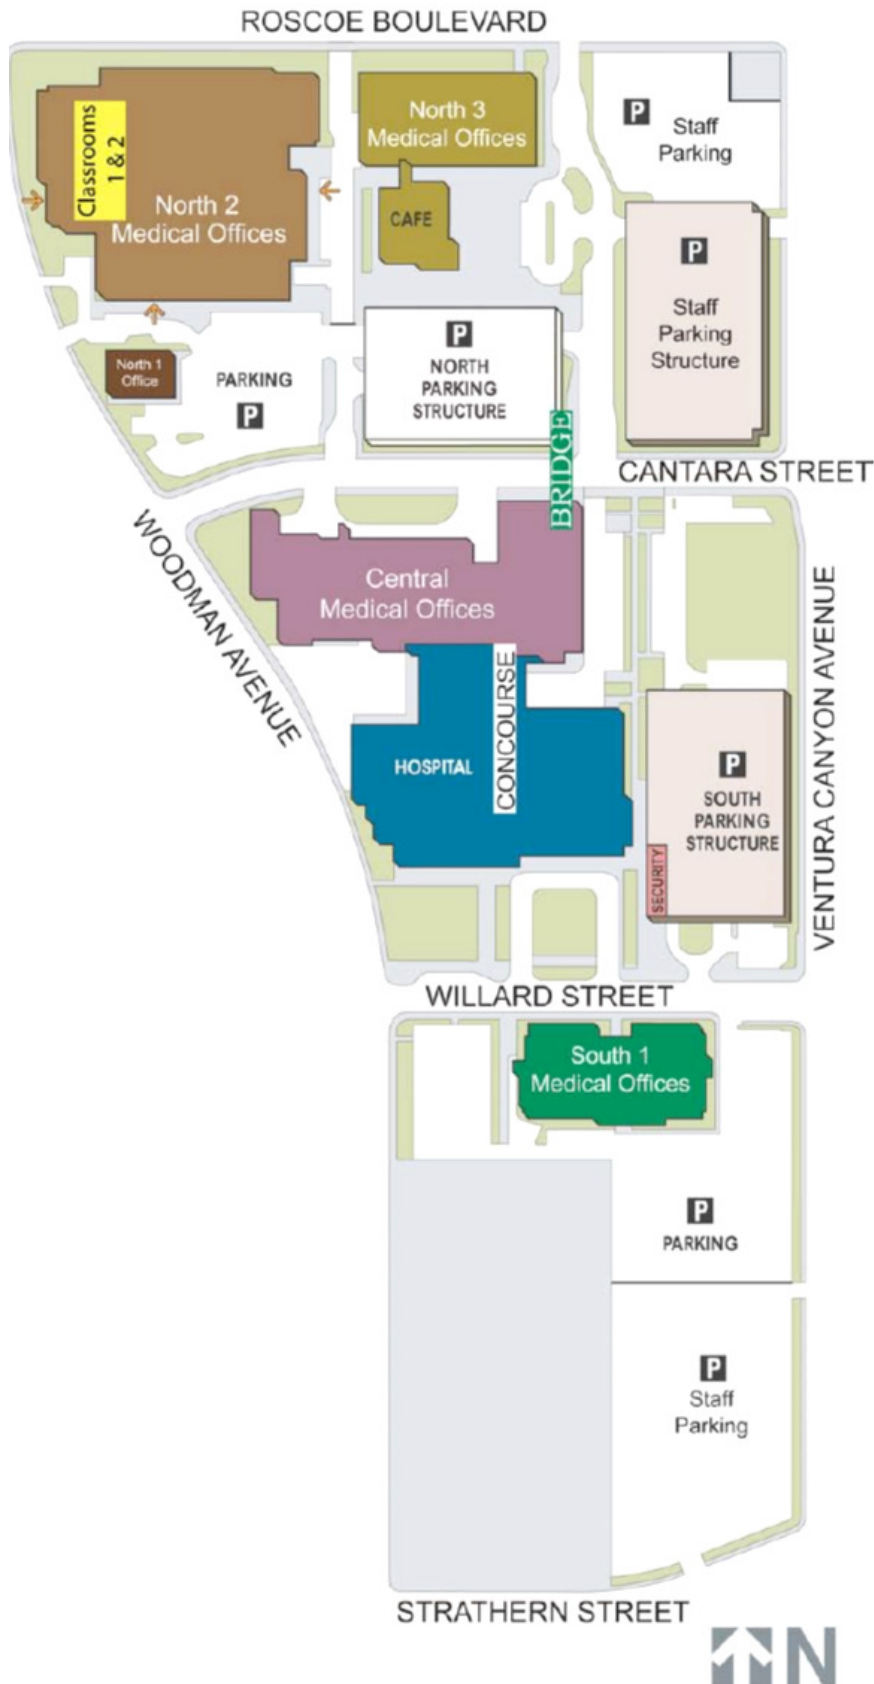 ROSCOE BOULEVARD
Classrooms
1 & 2
North 2
Medical Offices
North 3
Medical Offices
CAFE
P
Staff
Parking
P
Staff
Parking
Structure
North 1
Office
PARKING
P
P
NORTH
PARKING
STRUCTURE
BRIDGE
CANTARA STREET
WOODMAN AVENUE
Central
Medical Offices
CONCOURSE
HOSPITAL
P
SOUTH
PARKING
STRUCTURE
SECURITY
VENTURA CANYON AVENUE
WILLARD STREET
South 1
Medical Offices
P
PARKING
P
Staff
Parking
STRATHERN STREET
N